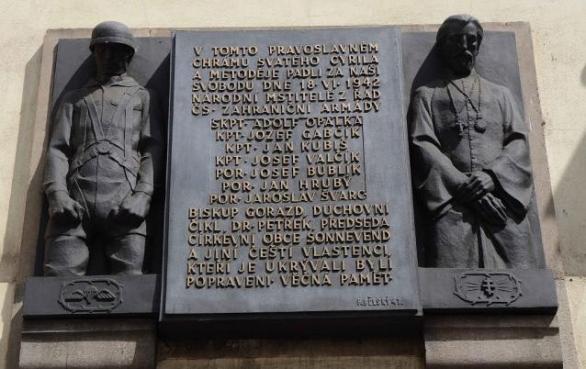 V TOMTO PRAVOSLAVNÉM
CHRÁMU SVATÉHO CYRILA
A METODĚJE PADLI ZA NAŠI
SVOBODU DNE 18·VI·1942
NÁRODNÍ MSTITELÉ Z ŘAD
ČS· ZAHRANIČNÍ ARMÁDY
ŠKPT· ADOLF OPÁLKA
KPT· JOZEF GABČÍK
KPT· JAN KUBIŠ
KPT· JOSEF VALČÍK
POR· JOSEF BUBLÍK
POR· JAN HRUBÝ
POR· JAROSLAV ŠVARC
BISKUP GORAZD, DUCHOVNÍ
ČIKL, DR· PETŘEK, PŘEDSEDA
CÍRKEVNÍ OBCE SONNEVEND
A JINÍ ČEŠTÍ VLASTENCI,
KTEŘÍ JE UKRÝVALI BYLI
POPRAVENI· VĚČNÁ PAMĚŤ·